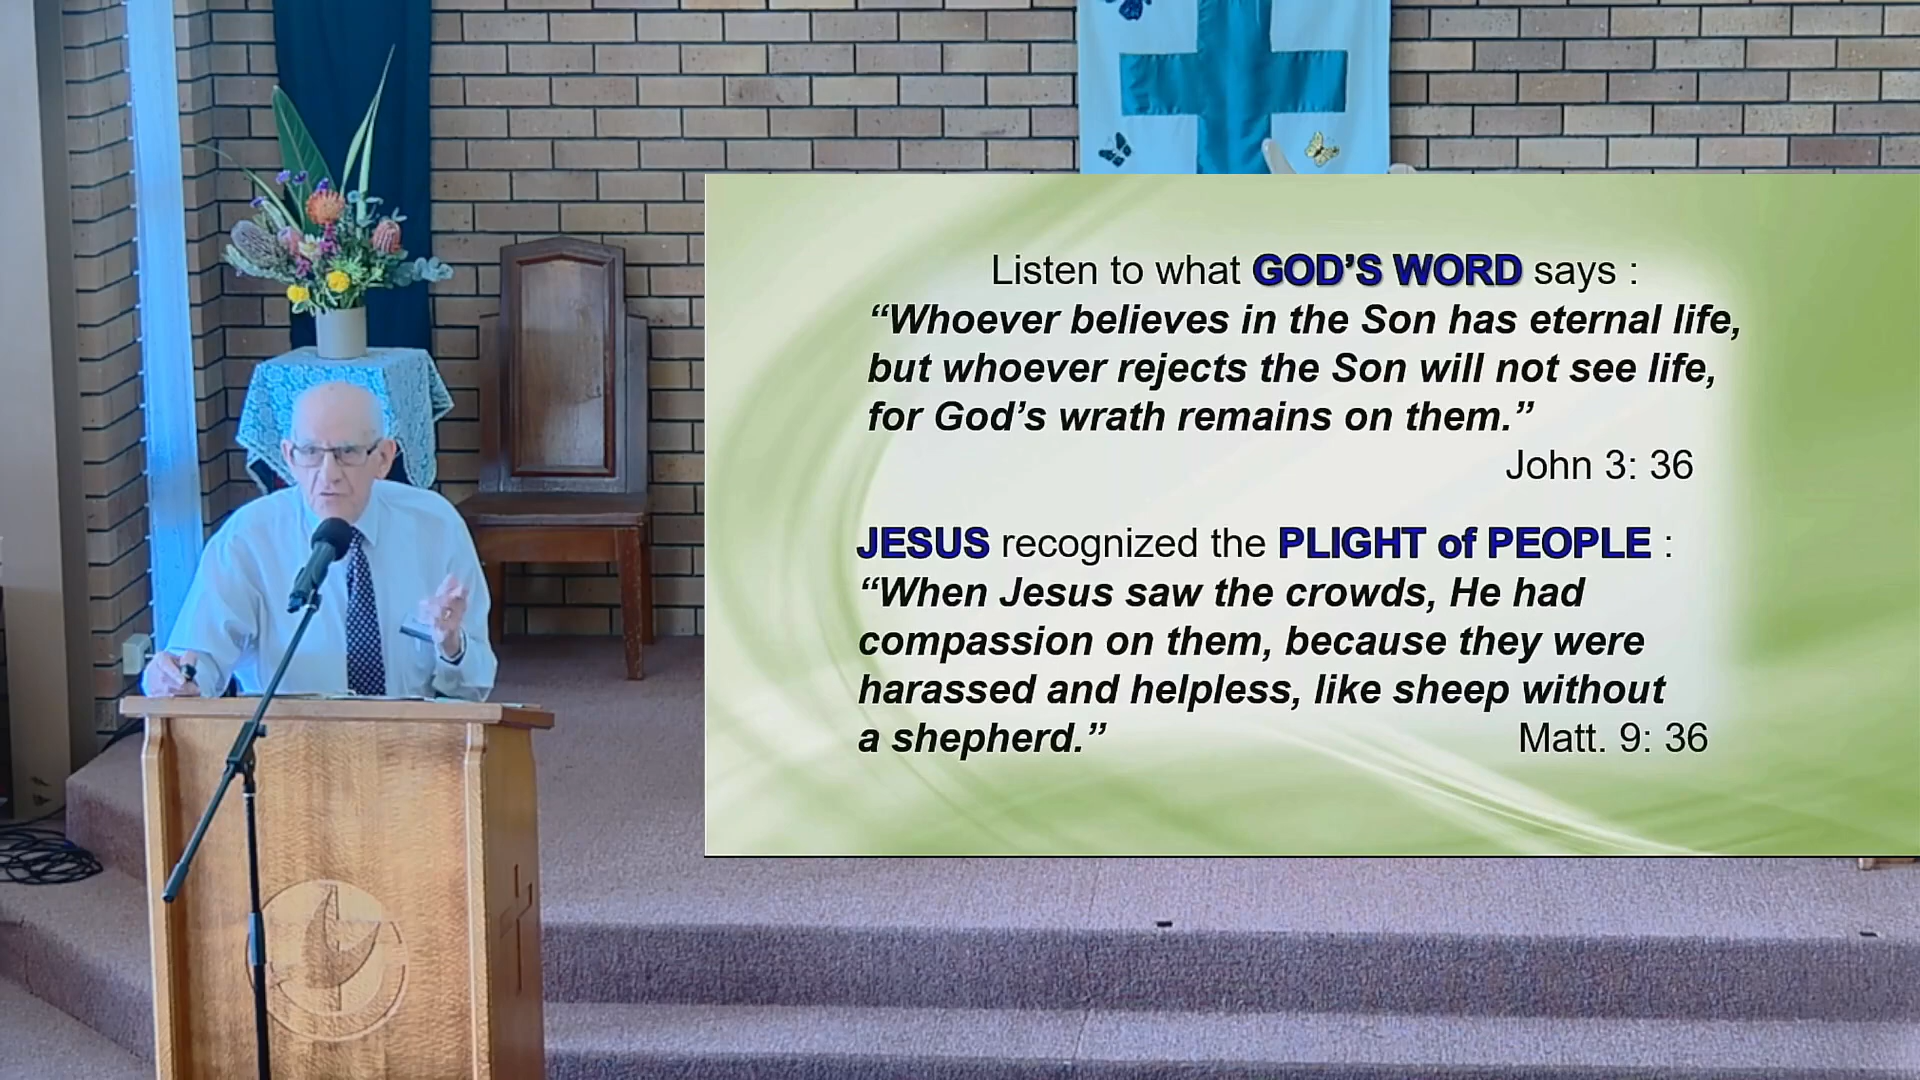 Listen to what GOD’S WORD says :
“Whoever believes in the Son has eternal life,
but whoever rejects the Son will not see life,
for God’s wrath remains on them.”
John 3: 36
JESUS recognized the PLIGHT of PEOPLE :
“When Jesus saw the crowds, He had
compassion on them, because they were
harassed and helpless, like sheep without
a shepherd.” Matt. 9: 36